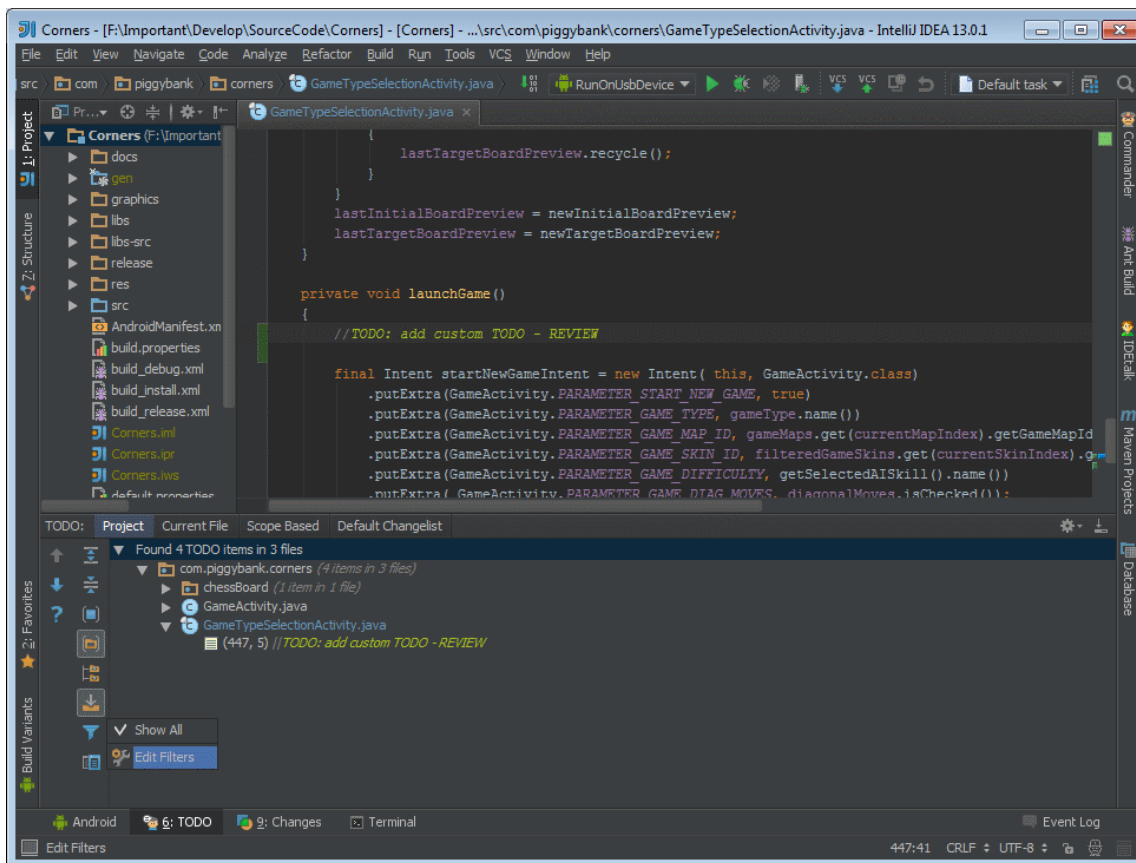 Corners - [F:\Important\Develop\SourceCode\Corners] - [Corners] - ...\src\com\piggybank\corners\GameTypeSelectionActivity.java - IntelliJ IDEA 13.0.1
File Edit View Navigate Code Analyze Refactor Build Run Tools VCS Window Help
src com piggybank corners GameTypeSelectionActivity.java RunOnUsbDevice VCS VCS Default task
Pr... GameTypeSelectionActivity.java
1: Project
7: Structure
2: Favorites
Build Variants
Corners (F:\Important
docs
gen
graphics
libs
libs-src
release
res
src
AndroidManifest.xm
build.properties
build_debug.xml
build_install.xml
build_release.xml
Corners.iml
Corners.ipr
Corners.iws
default.properties
{
lastTargetBoardPreview.recycle();
}
}
lastInitialBoardPreview = newInitialBoardPreview;
lastTargetBoardPreview = newTargetBoardPreview;
}
private void launchGame()
{
//TODO: add custom TODO - REVIEW
final Intent startNewGameIntent = new Intent( this, GameActivity.class)
.putExtra(GameActivity.PARAMETER_START_NEW_GAME, true)
.putExtra(GameActivity.PARAMETER_GAME_TYPE, gameType.name())
.putExtra(GameActivity.PARAMETER_GAME_MAP_ID, gameMaps.get(currentMapIndex).getGameMapId
.putExtra(GameActivity.PARAMETER_GAME_SKIN_ID, filteredGameSkins.get(currentSkinIndex).g
.putExtra(GameActivity.PARAMETER_GAME_DIFFICULTY, getSelectedAISkill().name())
.putExtra( GameActivity.PARAMETER_GAME_DIAG_MOVES, diagonalMoves.isChecked());
Commander
Ant Build
IDEtalk
Maven Projects
Database
TODO: Project Current File Scope Based Default Changelist
Found 4 TODO items in 3 files
com.piggybank.corners (4 items in 3 files)
chessBoard (1 item in 1 file)
GameActivity.java
GameTypeSelectionActivity.java
(447, 5) //TODO: add custom TODO - REVIEW
Show All
Edit Filters
Android 6: TODO 9: Changes Terminal Event Log
Edit Filters 447:41 CRLF UTF-8